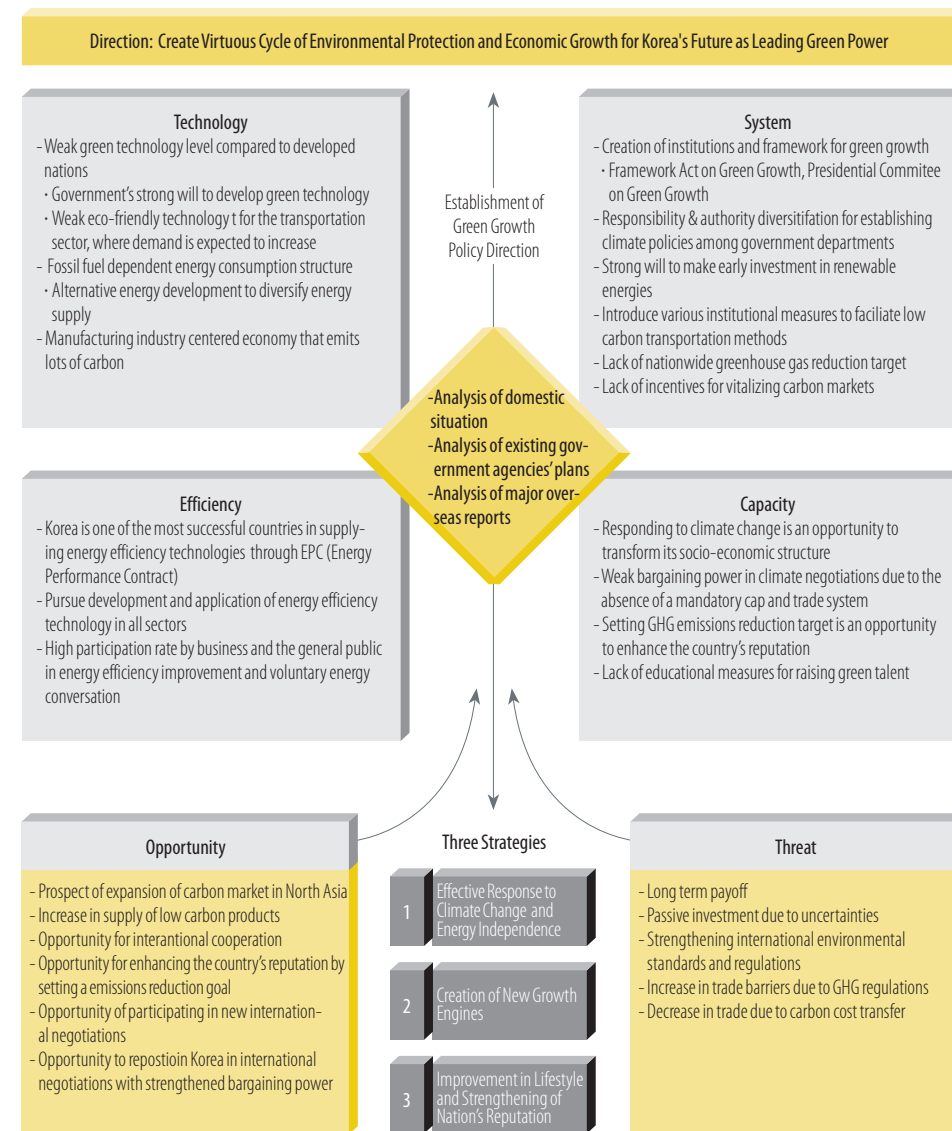 Direction: Create Virtuous Cycle of Environmental Protection and Economic Growth for Korea's Future as Leading Green Power
Technology
- Weak green technology level compared to developed
nations
· Government's strong will to develop green technology
· Weak eco-friendly technology t for the transportation
sector, where demand is expected to increase
- Fossil fuel dependent energy consumption structure
· Alternative energy development to diversify energy
supply
- Manufacturing industry centered economy that emits
lots of carbon
Establishment of
Green Growth
Policy Direction
System
- Creation of institutions and framework for green growth
· Framework Act on Green Growth, Presidential Commitee
on Green Growth
- Responsibility & authority diversitifation for establishing
climate policies among government departments
- Strong will to make early investment in renewable
energies
- Introduce various institutional measures to faciliate low
carbon transportation methods
- Lack of nationwide greenhouse gas reduction target
- Lack of incentives for vitalizing carbon markets
-Analysis of domestic
situation
-Analysis of existing gov-
ernment agencies' plans
-Analysis of major over-
seas reports
Efficiency
- Korea is one of the most successful countries in supply-
ing energy efficiency technologies through EPC (Energy
Performance Contract)
- Pursue development and application of energy efficiency
technology in all sectors
- High participation rate by business and the general public
in energy efficiency improvement and voluntary energy
conversation
Capacity
- Responding to climate change is an opportunity to
transform its socio-economic structure
- Weak bargaining power in climate negotiations due to the
absence of a mandatory cap and trade system
- Setting GHG emissions reduction target is an opportunity
to enhance the country's reputation
- Lack of educational measures for raising green talent
Opportunity
- Prospect of expansion of carbon market in North Asia
- Increase in supply of low carbon products
- Opportunity for interantional cooperation
- Opportunity for enhancing the country's reputation by
setting a emissions reduction goal
- Opportunity of participating in new internation-
al negotiations
- Opportunity to repostioin Korea in international
negotiations with strengthened bargaining power
Three Strategies
1
Effective Response to
Climate Change and
Energy Independence
2
Creation of New Growth
Engines
3
Improvement in Lifestyle
and Strengthening of
Nation's Reputation
Threat
- Long term payoff
- Passive investment due to uncertainties
- Strengthening international environmental
standards and regulations
- Increase in trade barriers due to GHG regulations
- Decrease in trade due to carbon cost transfer